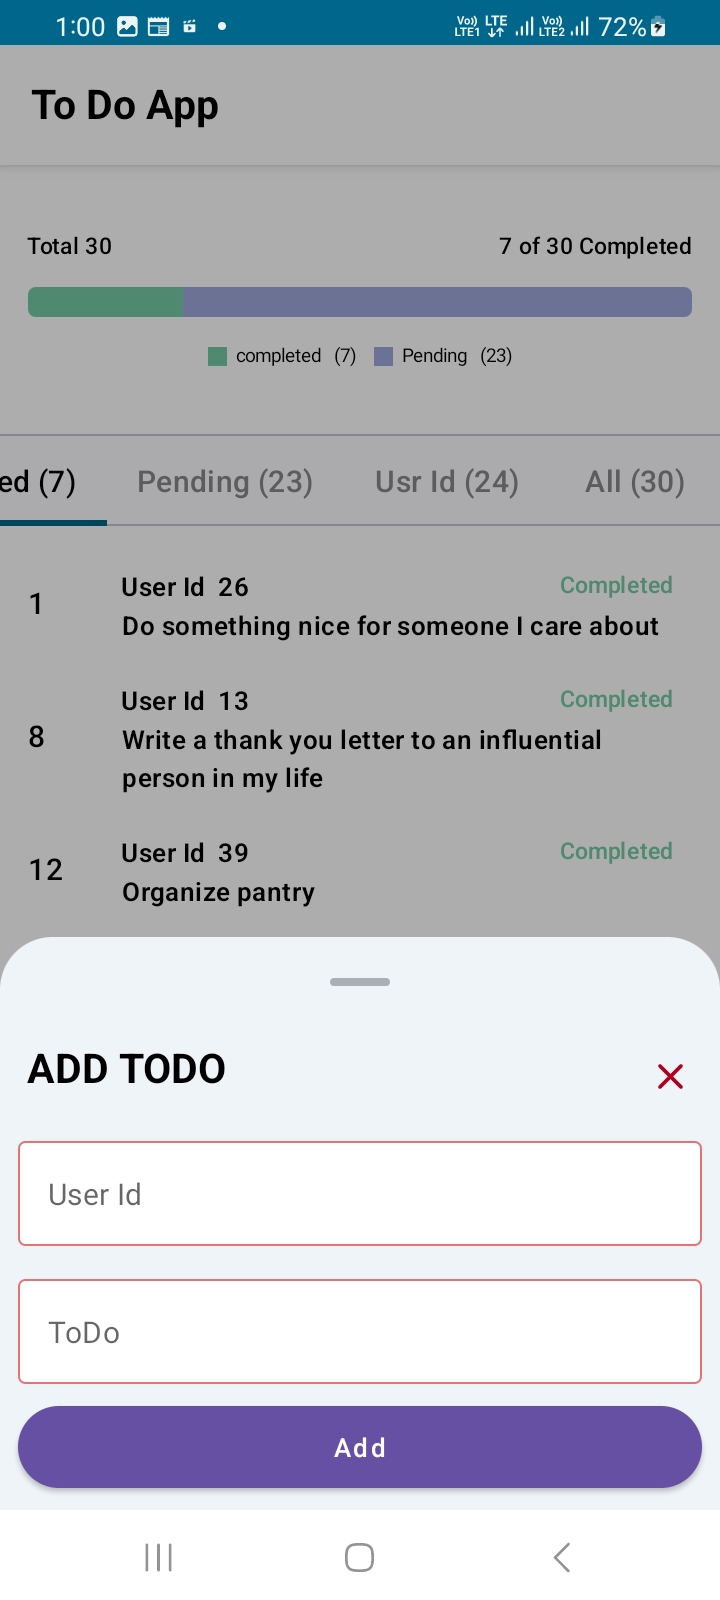 1:00 Vo)) LTE1 LTE Vo)) LTE2 72%
To Do App
Total 30 7 of 30 Completed
completed (7) Pending (23)
ed (7) Pending (23) Usr Id (24) All (30)
1 User Id 26 Completed
Do something nice for someone I care about
8 User Id 13 Completed
Write a thank you letter to an influential
person in my life
12 User Id 39 Completed
Organize pantry
ADD TODO
User Id
ToDo
Add